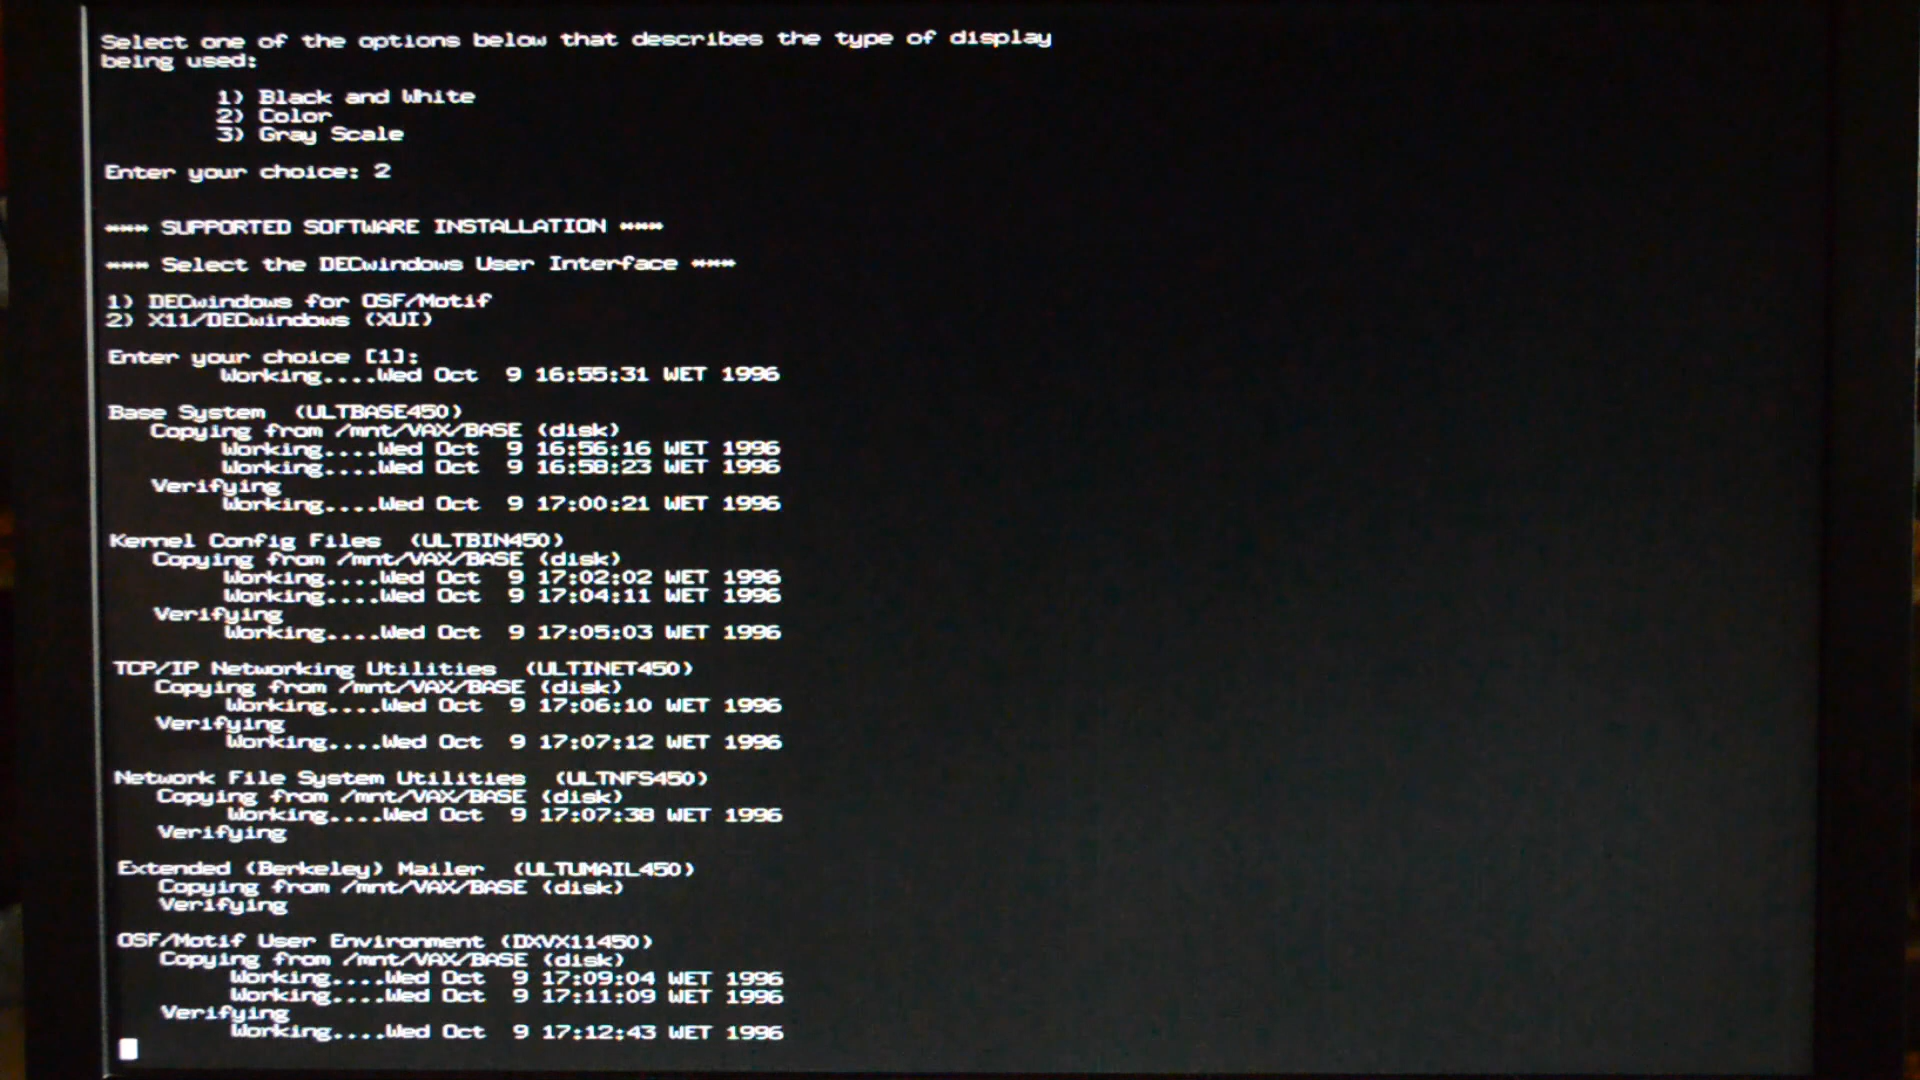 Select one of the options below that describes the type of display
being used:
1) Black and White
2) Color
3) Gray Scale
Enter your choice: 2
*** SUPPORTED SOFTWARE INSTALLATION ***
*** Select the DECwindows User Interface ***
1) DECwindows for OSF/Motif
2) X11/DECwindows (XUI)
Enter your choice [1]:
Working....Wed Oct  9 16:55:31 WET 1996
Base System  (ULTBASE450)
Copying from /mnt/VAX/BASE (disk)
Working....Wed Oct  9 16:56:16 WET 1996
Working....Wed Oct  9 16:58:23 WET 1996
Verifying
Working....Wed Oct  9 17:00:21 WET 1996
Kernel Config Files  (ULTBIN450)
Copying from /mnt/VAX/BASE (disk)
Working....Wed Oct  9 17:02:02 WET 1996
Working....Wed Oct  9 17:04:11 WET 1996
Verifying
Working....Wed Oct  9 17:05:03 WET 1996
TCP/IP Networking Utilities  (ULTINET450)
Copying from /mnt/VAX/BASE (disk)
Working....Wed Oct  9 17:06:10 WET 1996
Verifying
Working....Wed Oct  9 17:07:12 WET 1996
Network File System Utilities  (ULTNFS450)
Copying from /mnt/VAX/BASE (disk)
Working....Wed Oct  9 17:07:38 WET 1996
Verifying
Extended (Berkeley) Mailer  (ULTUMAIL450)
Copying from /mnt/VAX/BASE (disk)
Verifying
OSF/Motif User Environment (DXVX11450)
Copying from /mnt/VAX/BASE (disk)
Working....Wed Oct  9 17:09:04 WET 1996
Working....Wed Oct  9 17:11:09 WET 1996
Verifying
Working....Wed Oct  9 17:12:43 WET 1996